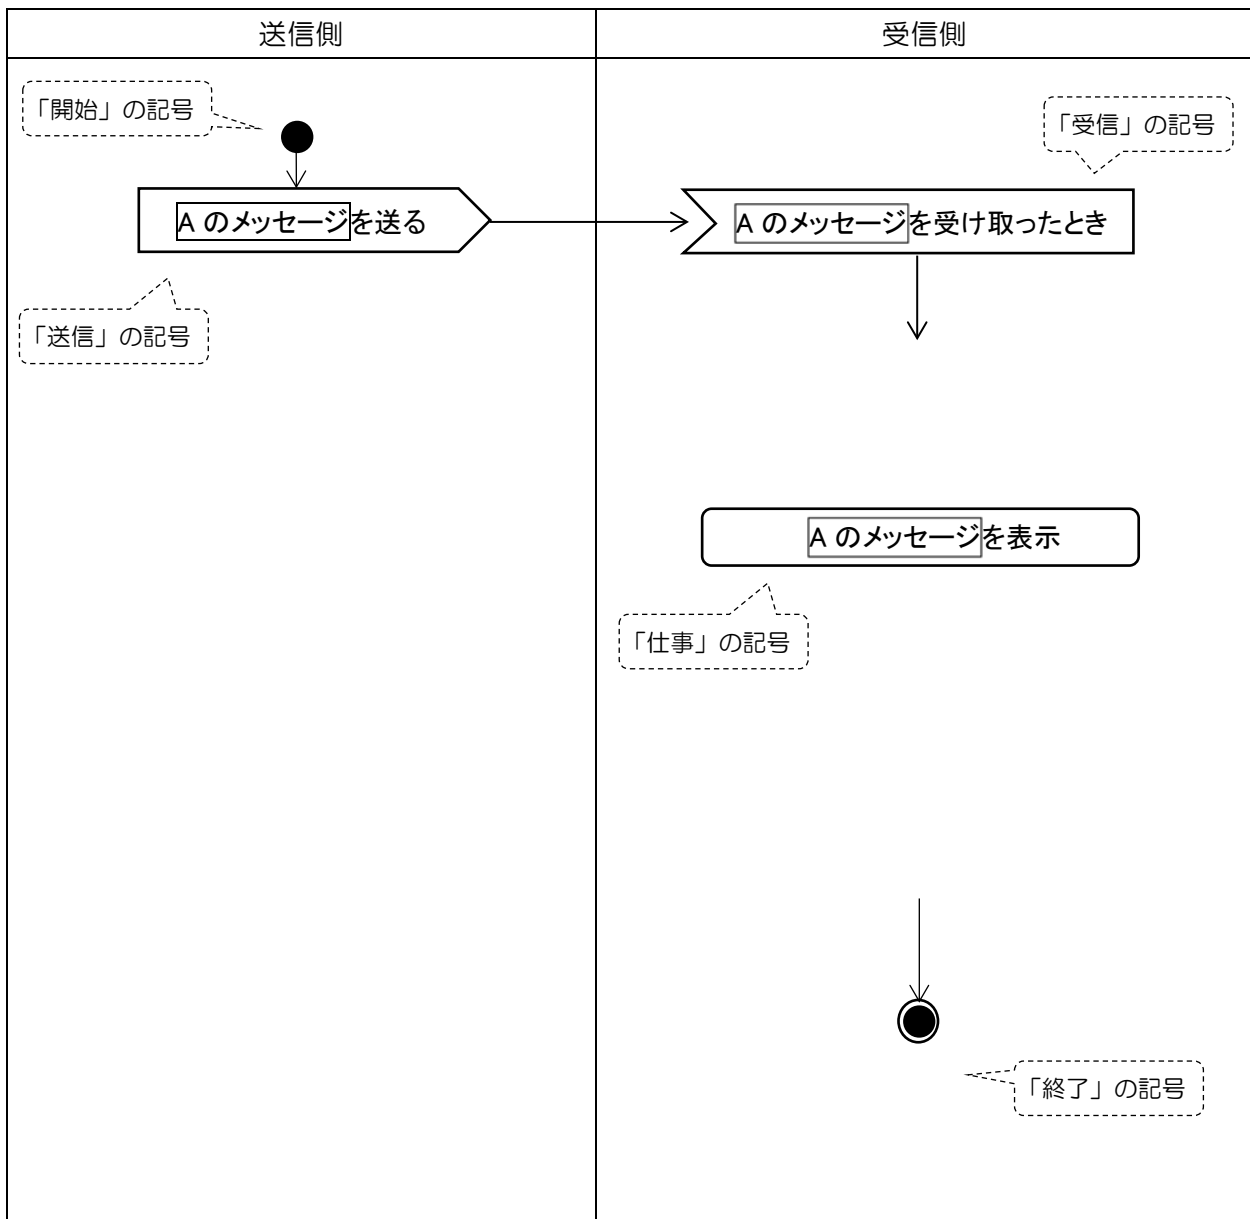 送信側
受信側
「開始」の記号
「受信」の記号
A のメッセージを送る
A のメッセージを受け取ったとき
「送信」の記号
A のメッセージを表示
「仕事」の記号
「終了」の記号